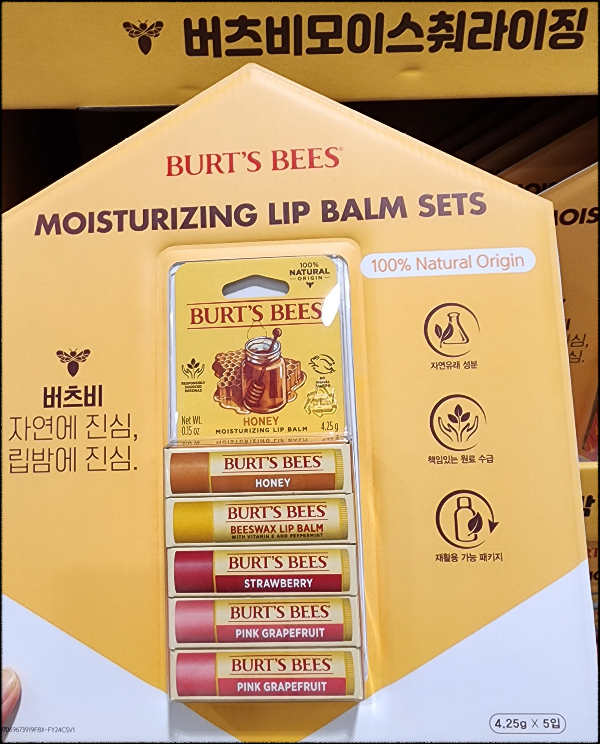 버츠비모이스춰라이징
BURT'S BEES
MOISTURIZING LIP BALM SETS
100% Natural Origin
100%
NATURAL
ORIGIN
BURT'S BEES
RESPONSIBLY
SOURCED
BEESWAX
Net Wt.
0.15 oz
HONEY
MOISTURIZING LIP BALM
4.25 g
버츠비
자연에 진심,
립밤에 진심.
자연유래 성분
책임있는 원료 수급
재활용 가능 패키지
BURT'S BEES
HONEY
BURT'S BEES
BEESWAX LIP BALM
WITH VITAMIN E AND PEPPERMINT
BURT'S BEES
STRAWBERRY
BURT'S BEES
PINK GRAPEFRUIT
BURT'S BEES
PINK GRAPEFRUIT
4.25g X 5입